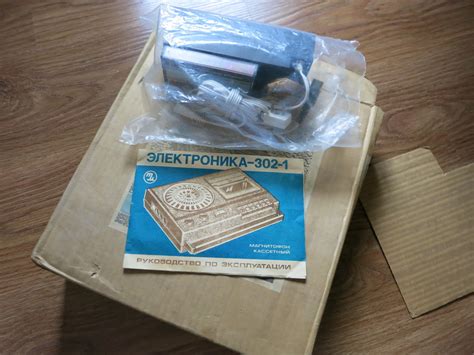 ЭЛЕКТРОНИКА-302-1
МАГНИТОФОН
КАССЕТНЫЙ
РУКОВОДСТВО ПО ЭКСПЛУАТАЦИИ